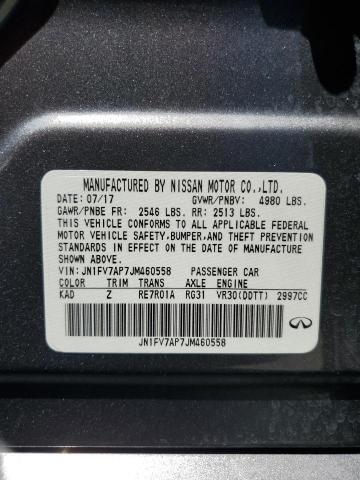 MANUFACTURED BY NISSAN MOTOR CO.,LTD.
DATE: 07/17 GVWR/PNBV: 4980 LBS.
GAWR/PNBE FR: 2546 LBS. RR: 2513 LBS.
THIS VEHICLE CONFORMS TO ALL APPLICABLE FEDERAL
MOTOR VEHICLE SAFETY,BUMPER,AND THEFT PREVENTION
STANDARDS IN EFFECT ON THE DATE OF MANUFACTURE
SHOWN ABOVE.
VIN: JN1FV7AP7JM460558 PASSENGER CAR
COLOR TRIM TRANS AXLE ENGINE
KAD Z RE7R01A RG31 VR30(DDTT) 2997CC
JN1FV7AP7JM460558